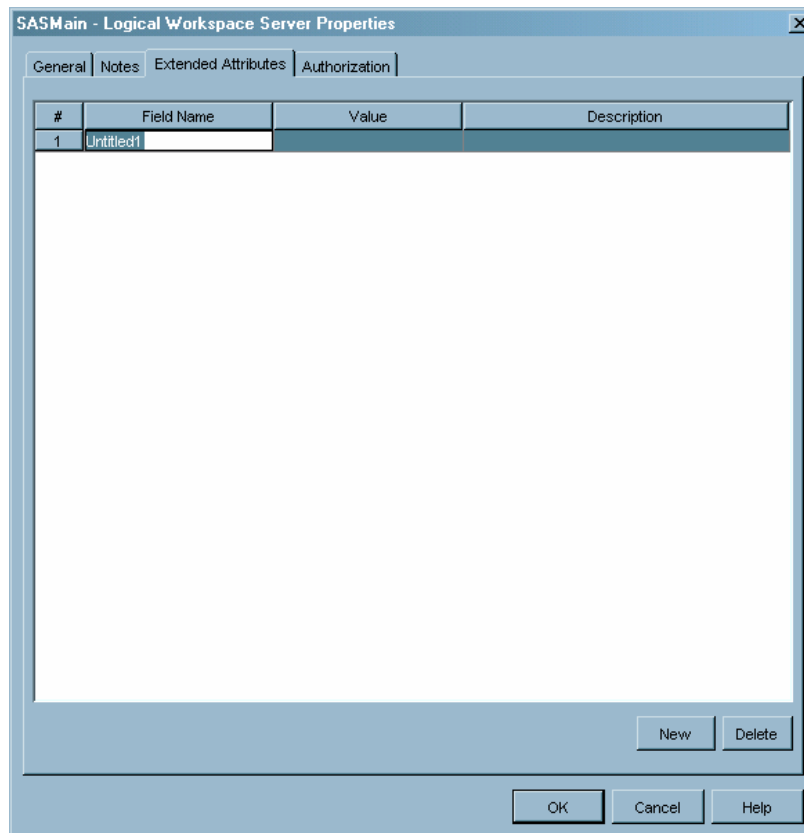 SASMain - Logical Workspace Server Properties
General Notes Extended Attributes Authorization
# Field Name Value Description
1 Untitled1
New Delete
OK Cancel Help